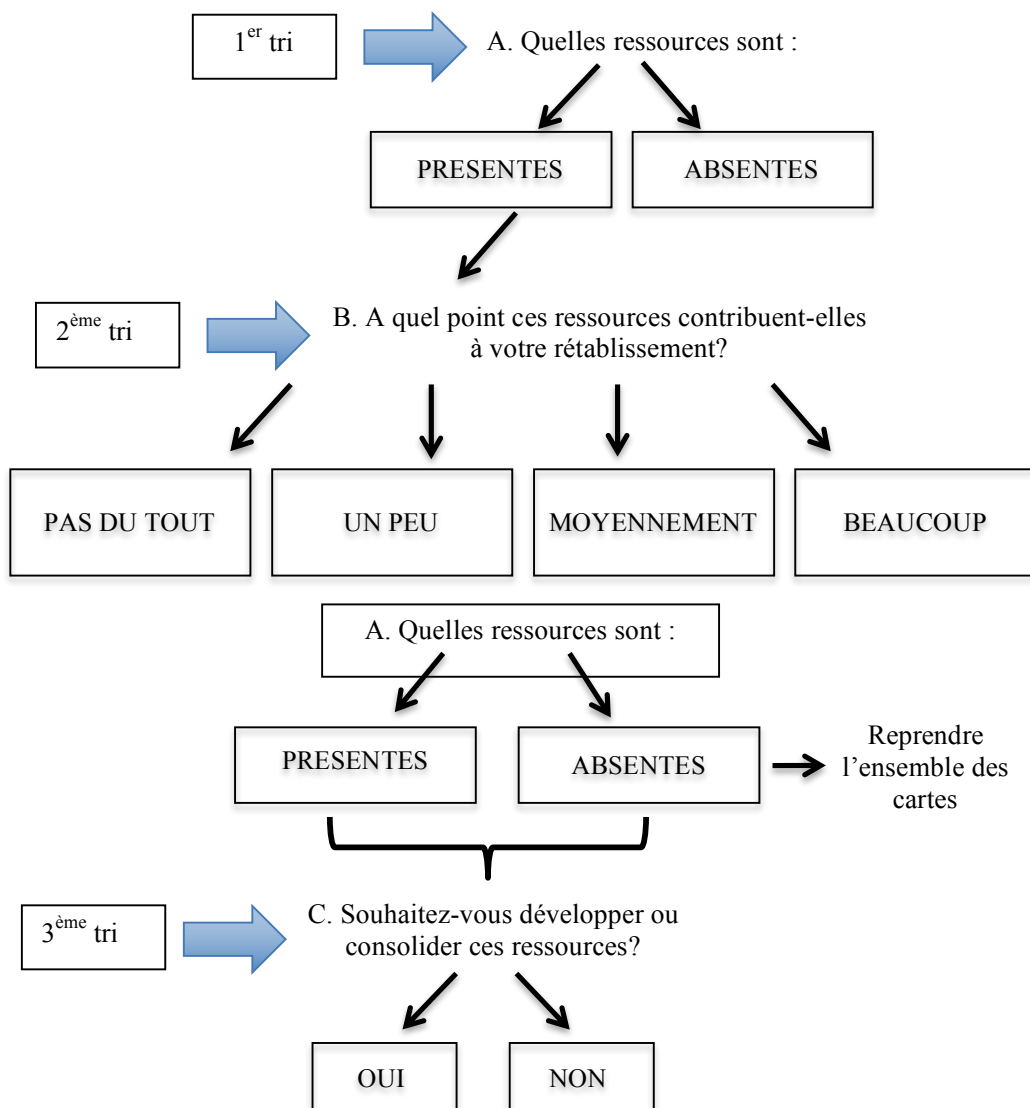 1er tri
A. Quelles ressources sont :
PRESENTES
ABSENTES
2ème tri
B. A quel point ces ressources contribuent-elles
à votre rétablissement?
PAS DU TOUT
UN PEU
MOYENNEMENT
BEAUCOUP
A. Quelles ressources sont :
PRESENTES
ABSENTES
Reprendre
l’ensemble des
cartes
3ème tri
C. Souhaitez-vous développer ou
consolider ces ressources?
OUI
NON